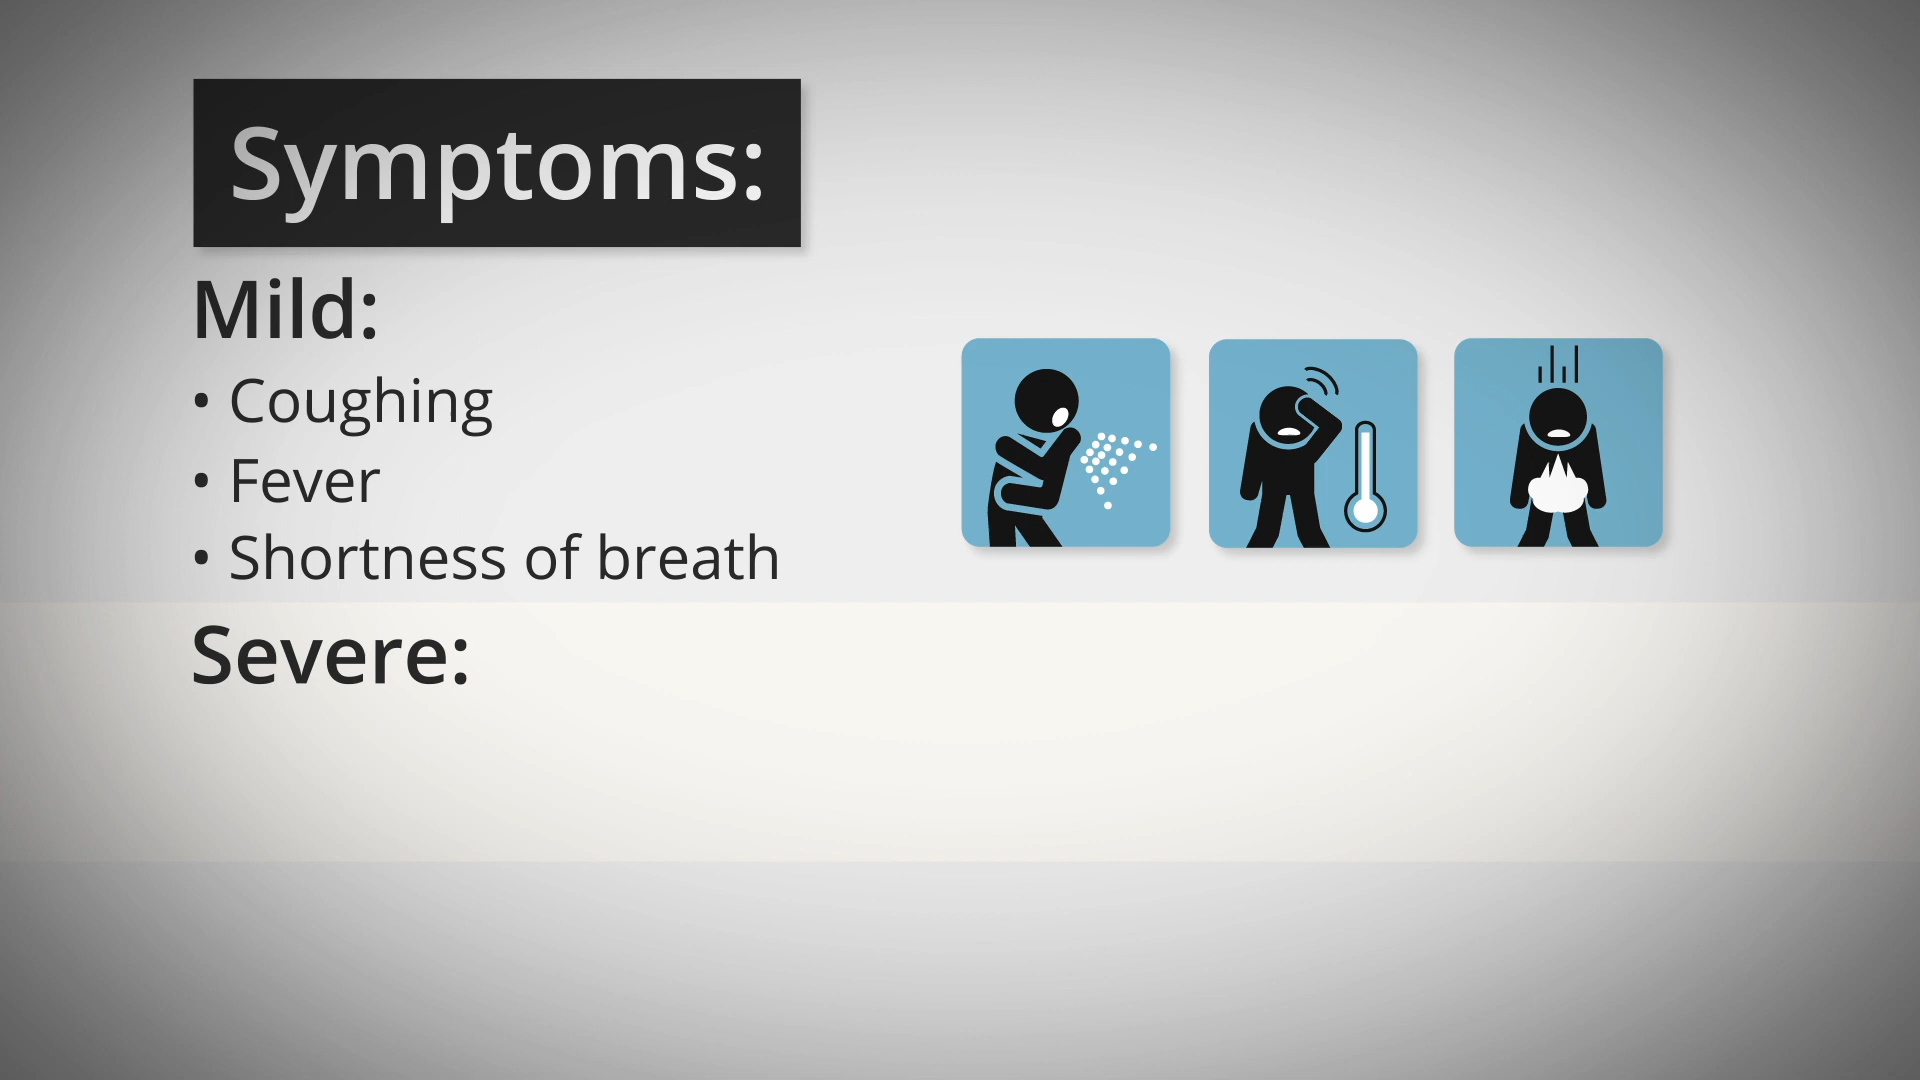 Symptoms:
Mild:
• Coughing
• Fever
• Shortness of breath
Severe: